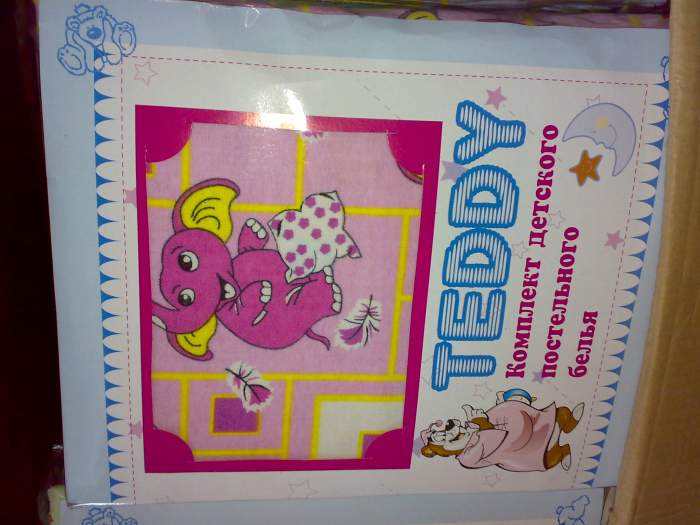 TEDDY
Комплект детского
постельного
белья